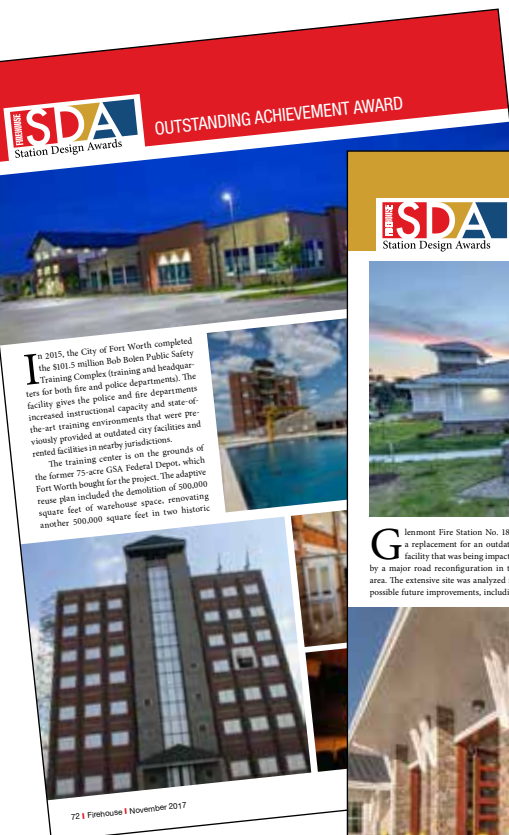 FIREHOUSE
SDA
Station Design Awards
OUTSTANDING ACHIEVEMENT AWARD
In 2015, the City of Fort Worth completed
the $101.5 million Bob Bolen Public Safety
Training Complex (training and headquar-
ters for both fire and police departments). The
facility gives the police and fire departments
increased instructional capacity and state-of-
the-art training environments that were pre-
viously provided at outdated city facilities and
rented facilities in nearby jurisdictions.
The training center is on the grounds of
the former 75-acre GSA Federal Depot, which
Fort Worth bought for the project. The adaptive
reuse plan included the demolition of 500,000
square feet of warehouse space, renovating
another 500,000 square feet in two historic
72 | Firehouse | November 2017
FIREHOUSE
SDA
Station Design Awards
Glenmont Fire Station No. 18
a replacement for an outdat
facility that was being impact
by a major road reconfiguration in t
area. The extensive site was analyzed
possible future improvements, includi